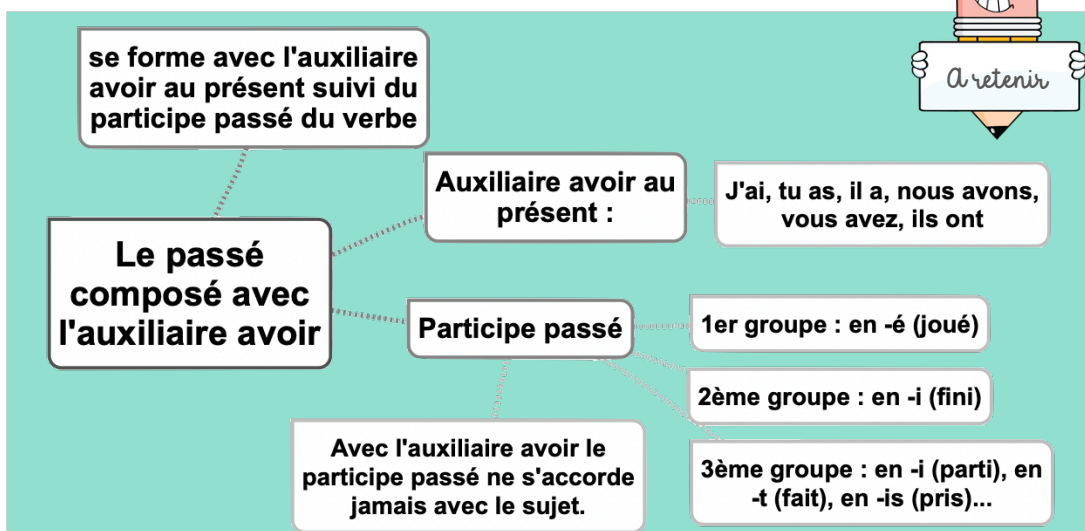 A retenir
se forme avec l'auxiliaire
avoir au présent suivi du
participe passé du verbe
Auxiliaire avoir au
présent :
J'ai, tu as, il a, nous avons,
vous avez, ils ont
Le passé
composé avec
l'auxiliaire avoir
Participe passé
1er groupe : en -é (joué)
2ème groupe : en -i (fini)
3ème groupe : en -i (parti), en
-t (fait), en -is (pris)...
Avec l'auxiliaire avoir le
participe passé ne s'accorde
jamais avec le sujet.